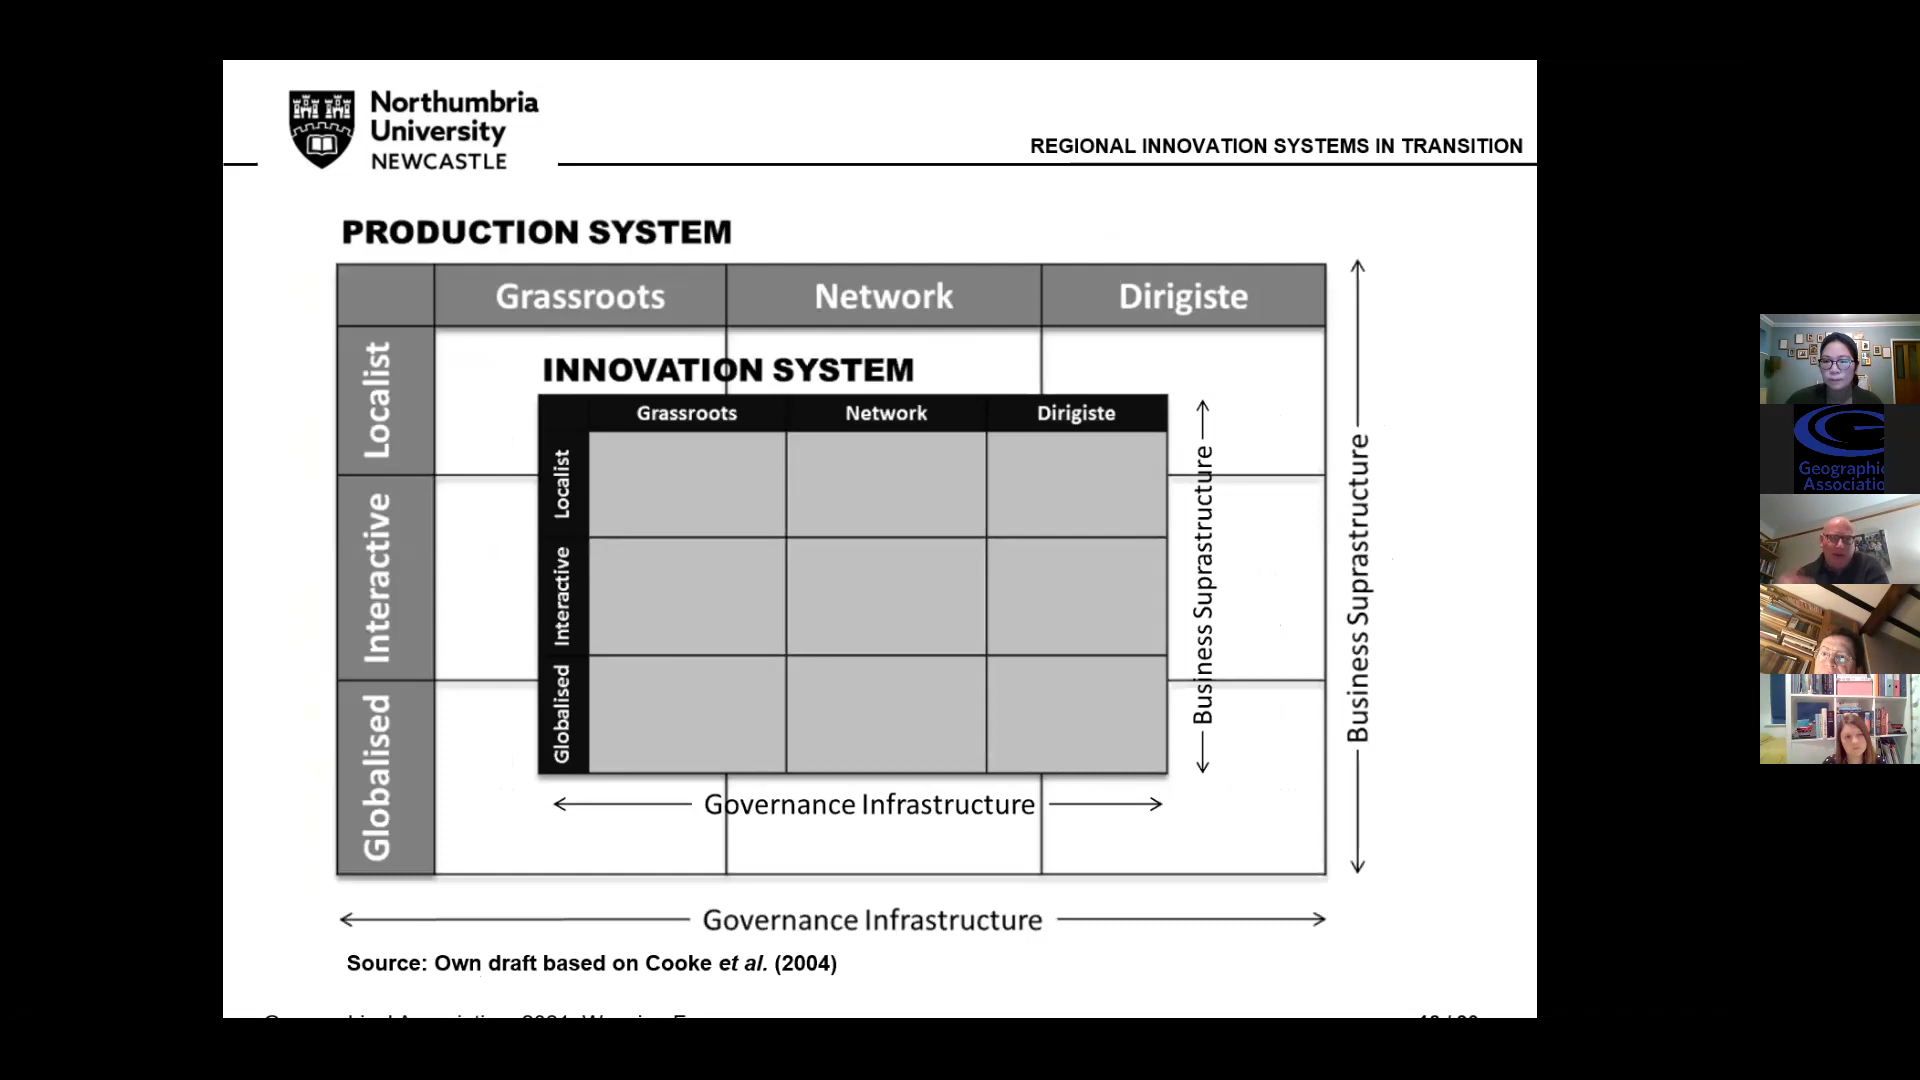 Northumbria
University
NEWCASTLE
REGIONAL INNOVATION SYSTEMS IN TRANSITION
PRODUCTION SYSTEM
Grassroots Network Dirigiste
Localist
Interactive
Globalised
INNOVATION SYSTEM
Grassroots Network Dirigiste
Localist
Interactive
Globalised
Business Suprastructure
Governance Infrastructure
Business Suprastructure
Governance Infrastructure
Source: Own draft based on Cooke et al. (2004)
Geographic
Associatio